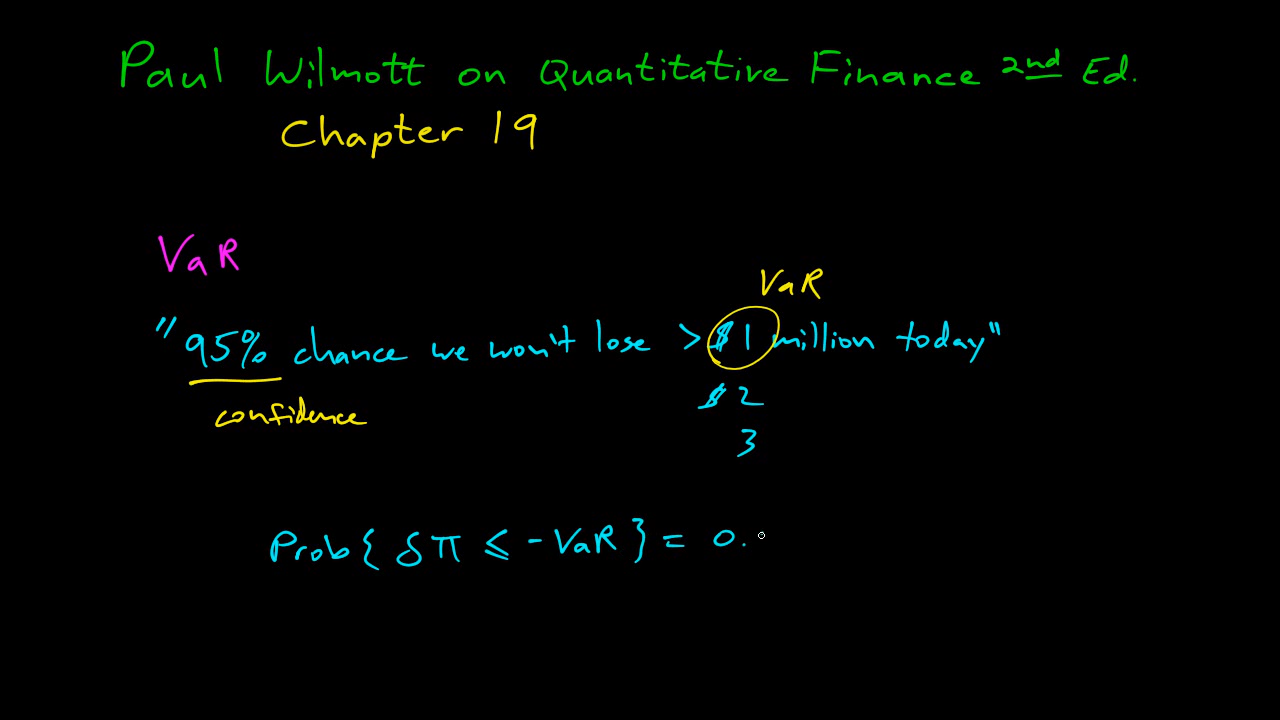 Paul Wilmott on Quantitative Finance 2nd Ed.
Chapter 19
VaR
VaR
"95% chance we won't lose > $1 million today"
$2
confidence
3
Prob{ δπ ≤ -VaR } = 0.